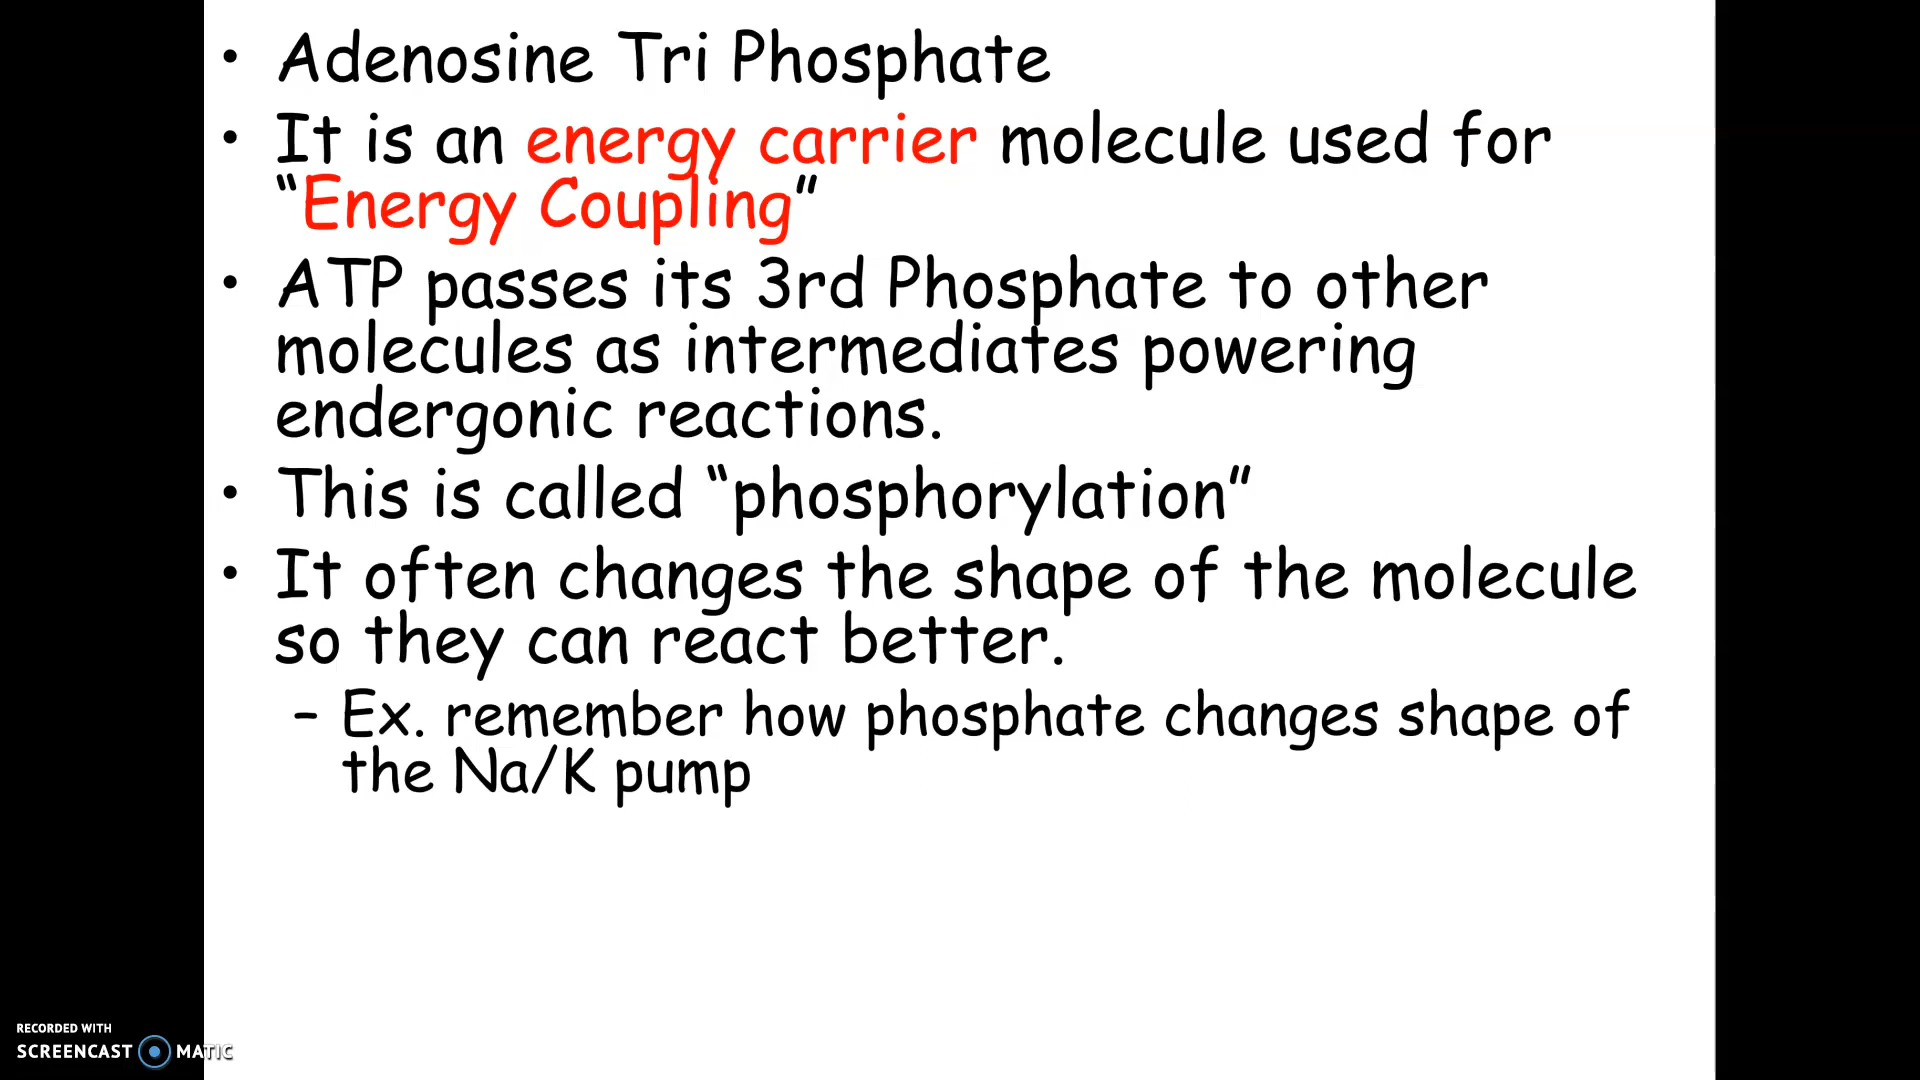 • Adenosine Tri Phosphate
• It is an energy carrier molecule used for
“Energy Coupling”
• ATP passes its 3rd Phosphate to other
molecules as intermediates powering
endergonic reactions.
• This is called “phosphorylation”
• It often changes the shape of the molecule
so they can react better.
– Ex. remember how phosphate changes shape of
the Na/K pump
RECORDED WITH
SCREENCAST MATIC